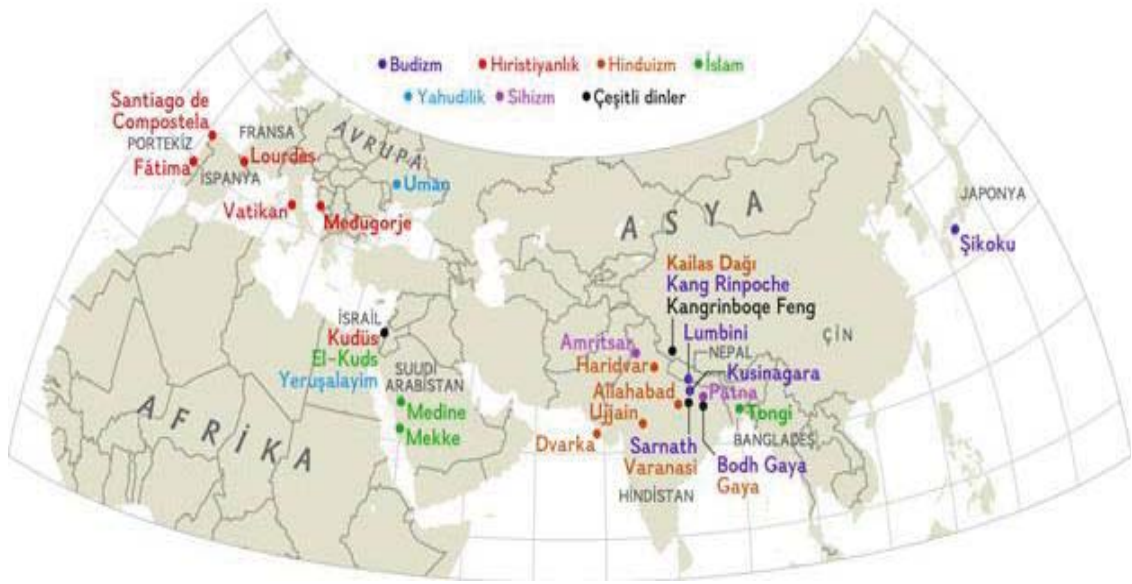 Budizm
Hıristiyanlık
Hinduizm
İslam
Yahudilik
Sihizm
Çeşitli dinler
Santiago de
Compostela
PORTEKİZ
FRANSA
AVRUPA
Fátima
Lourdes
İSPANYA
Uman
Vatikan
Medugorje
ASYA
JAPONYA
Şikoku
Kailas Dağı
Kang Rinpoche
Kangrinboqe Feng
İSRAİL
Kudüs
El-Kuds
Yeruşalayim
SUUDİ
ARABİSTAN
Medine
Mekke
AFRİKA
Amritsar
Lumbini
ÇİN
NEPAL
Haridvar
Kusinagara
Allahabad
Patna
Ujjain
Tongi
Dvarka
BANGLADEŞ
Sarnath
Varanasi
Bodh Gaya
Gaya
HİNDİSTAN